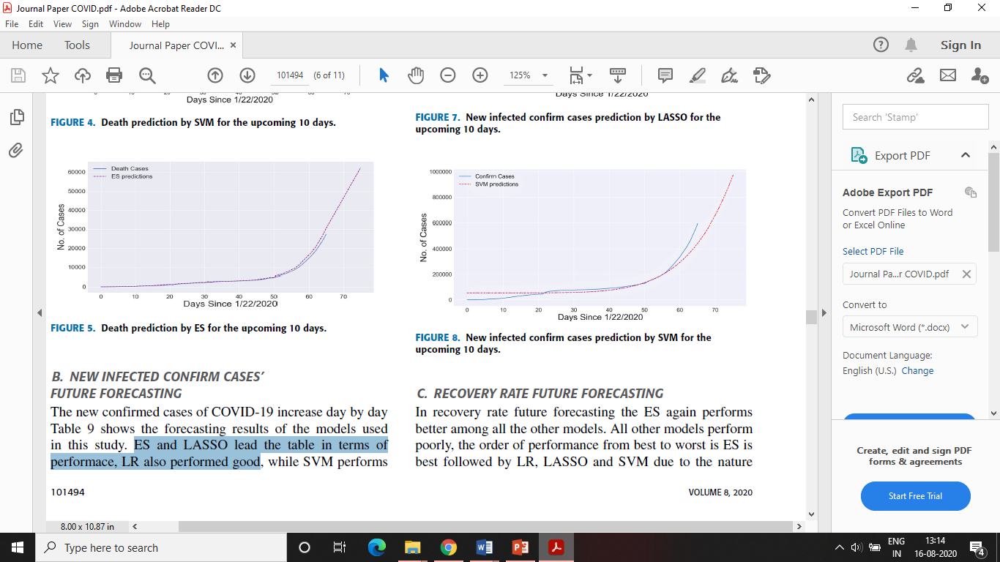 Journal Paper COVID.pdf - Adobe Acrobat Reader DC
File Edit View Sign Window Help
Home Tools Journal Paper COVI... ×
Sign In
101494 (6 of 11) 125%
Days Since 1/22/2020
FIGURE 4. Death prediction by SVM for the upcoming 10 days.
Death Cases
ES predictions
60000
50000
40000
30000
20000
10000
0
No. of Cases
0 10 20 30 40 50 60 70
Days Since 1/22/2020
FIGURE 5. Death prediction by ES for the upcoming 10 days.
B. NEW INFECTED CONFIRM CASES’
FUTURE FORECASTING
The new confirmed cases of COVID-19 increase day by day
Table 9 shows the forecasting results of the models used
in this study. ES and LASSO lead the table in terms of
performace, LR also performed good, while SVM performs
101494
Days Since 1/22/2020
FIGURE 7. New infected confirm cases prediction by LASSO for the
upcoming 10 days.
Confirm Cases
SVM predictions
1000000
800000
600000
400000
200000
0
No. of Cases
0 10 20 30 40 50 60 70
Days Since 1/22/2020
FIGURE 8. New infected confirm cases prediction by SVM for the
upcoming 10 days.
C. RECOVERY RATE FUTURE FORECASTING
In recovery rate future forecasting the ES again performs
better among all the other models. All other models perform
poorly, the order of performance from best to worst is ES is
best followed by LR, LASSO and SVM due to the nature
VOLUME 8, 2020
8.00 x 10.87 in
Search 'Stamp'
Export PDF
Adobe Export PDF
Convert PDF Files to Word
or Excel Online
Select PDF File
Journal Pa...r COVID.pdf
Convert to
Microsoft Word (*.docx)
Document Language:
English (U.S.) Change
Create, edit and sign PDF
forms & agreements
Start Free Trial
Type here to search
ENG
IN
13:14
16-08-2020
4